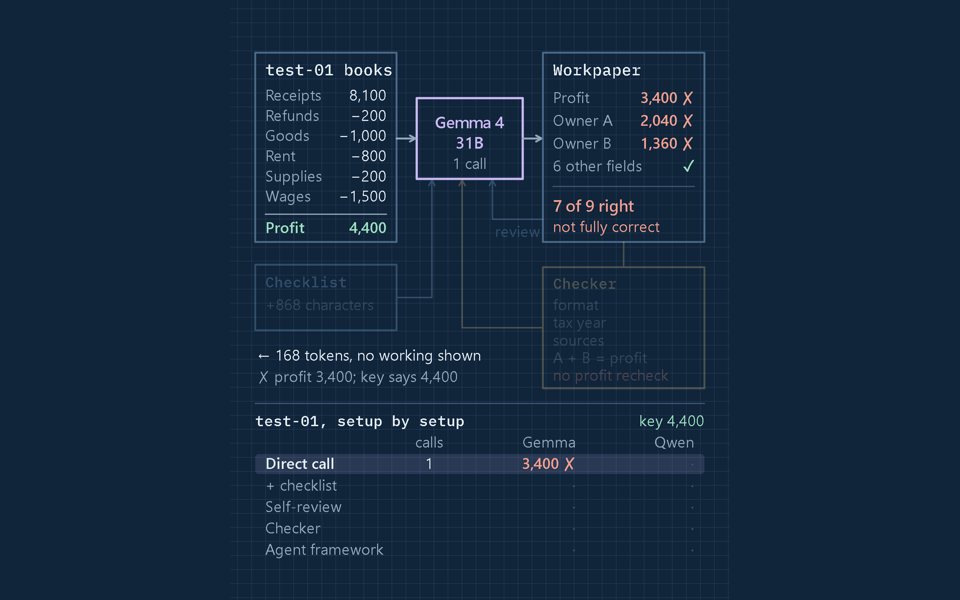 test-01 books
Receipts 8,100
Refunds −200
Goods −1,000
Rent −800
Supplies −200
Wages −1,500
Profit 4,400
Gemma 4
31B
1 call
Workpaper
Profit 3,400 ✗
Owner A 2,040 ✗
Owner B 1,360 ✗
6 other fields ✓
7 of 9 right
not fully correct
review
Checklist
+868 characters
Checker
format
tax year
sources
A + B = profit
no profit recheck
← 168 tokens, no working shown
✗ profit 3,400; key says 4,400
test-01, setup by setup key 4,400
calls Gemma Qwen
Direct call 1 3,400 ✗ ·
+ checklist · ·
Self-review · ·
Checker · ·
Agent framework · ·